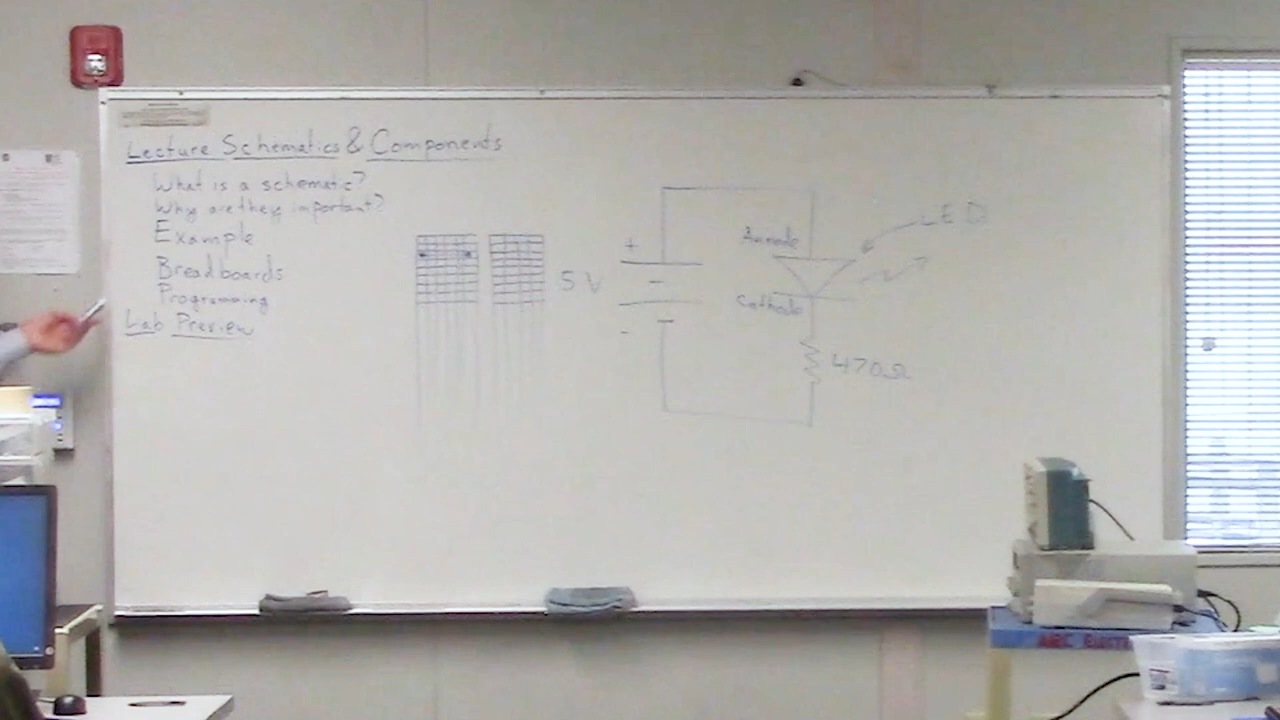 Lecture Schematics & Components
What is a schematic?
Why are they important?
Example
Breadboards
Programming
Lab Preview
5 V
+
-
Anode
Cathode
LED
470Ω
ABC